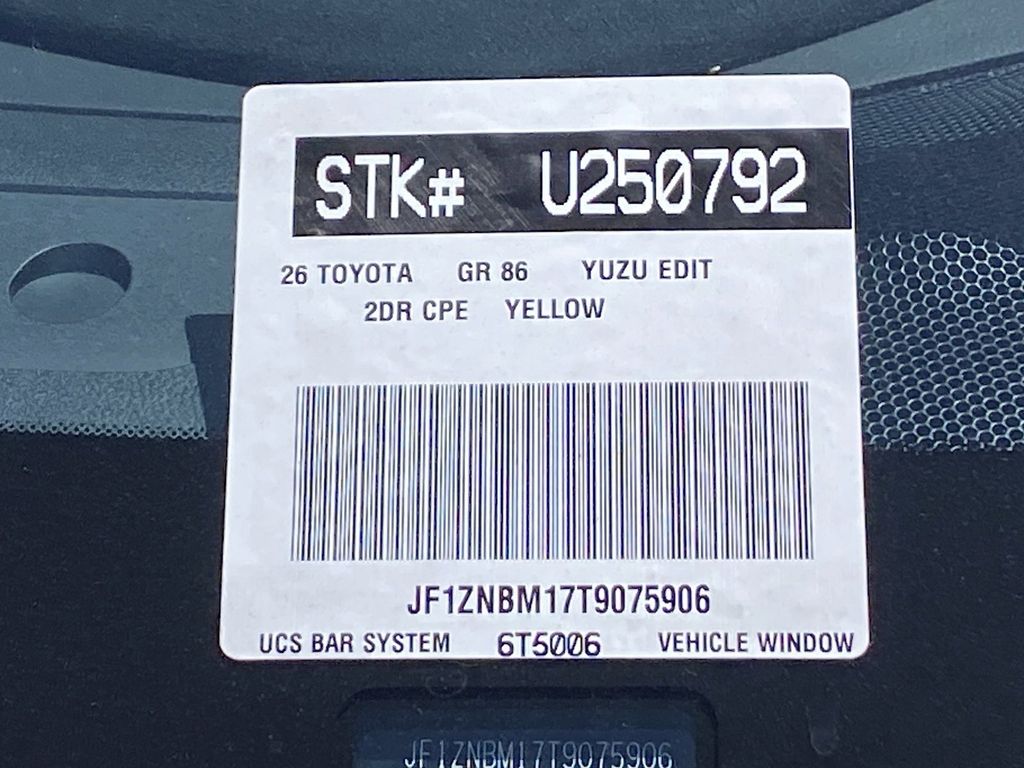 STK# U250792
26 TOYOTA GR 86 YUZU EDIT
2DR CPE YELLOW
JF1ZNBM17T9075906
UCS BAR SYSTEM 6T5006 VEHICLE WINDOW
JF1ZNBM17T9075906